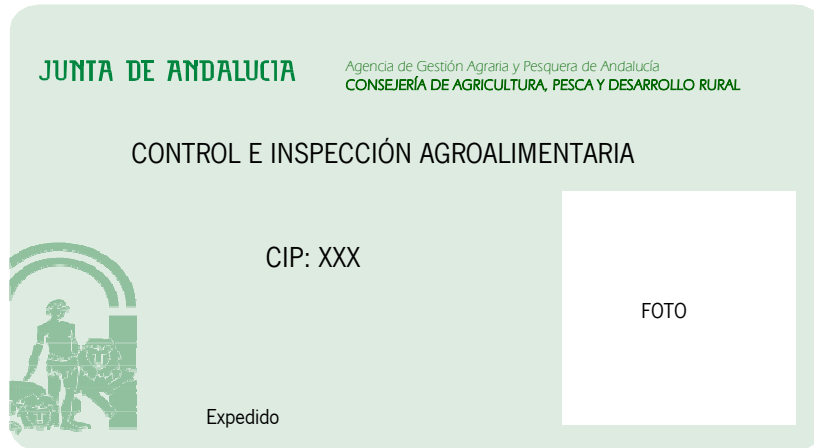 JUNTA DE ANDALUCIA
Agencia de Gestión Agraria y Pesquera de Andalucía
CONSEJERÍA DE AGRICULTURA, PESCA Y DESARROLLO RURAL
CONTROL E INSPECCIÓN AGROALIMENTARIA
CIP: XXX
FOTO
Expedido